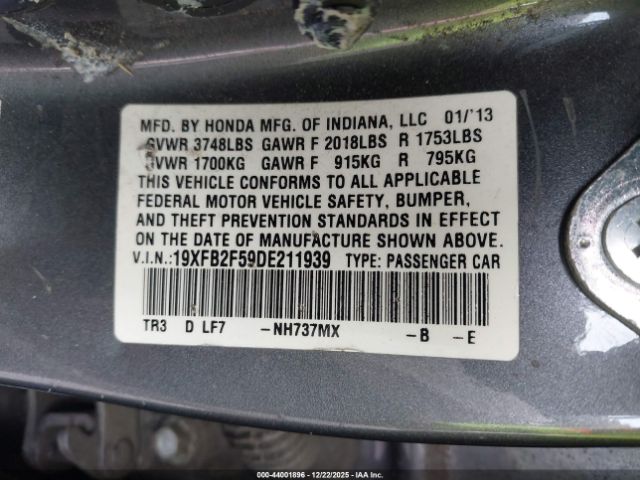 MFD. BY HONDA MFG. OF INDIANA, LLC 01/'13
GVWR 3748LBS GAWR F 2018LBS R 1753LBS
GVWR 1700KG GAWR F 915KG R 795KG
THIS VEHICLE CONFORMS TO ALL APPLICABLE
FEDERAL MOTOR VEHICLE SAFETY, BUMPER,
AND THEFT PREVENTION STANDARDS IN EFFECT
ON THE DATE OF MANUFACTURE SHOWN ABOVE.
V.I.N.:19XFB2F59DE211939 TYPE: PASSENGER CAR
TR3 D LF7 -NH737MX -B -E
000-44001896 | 12/22/2025 | IAA INC.